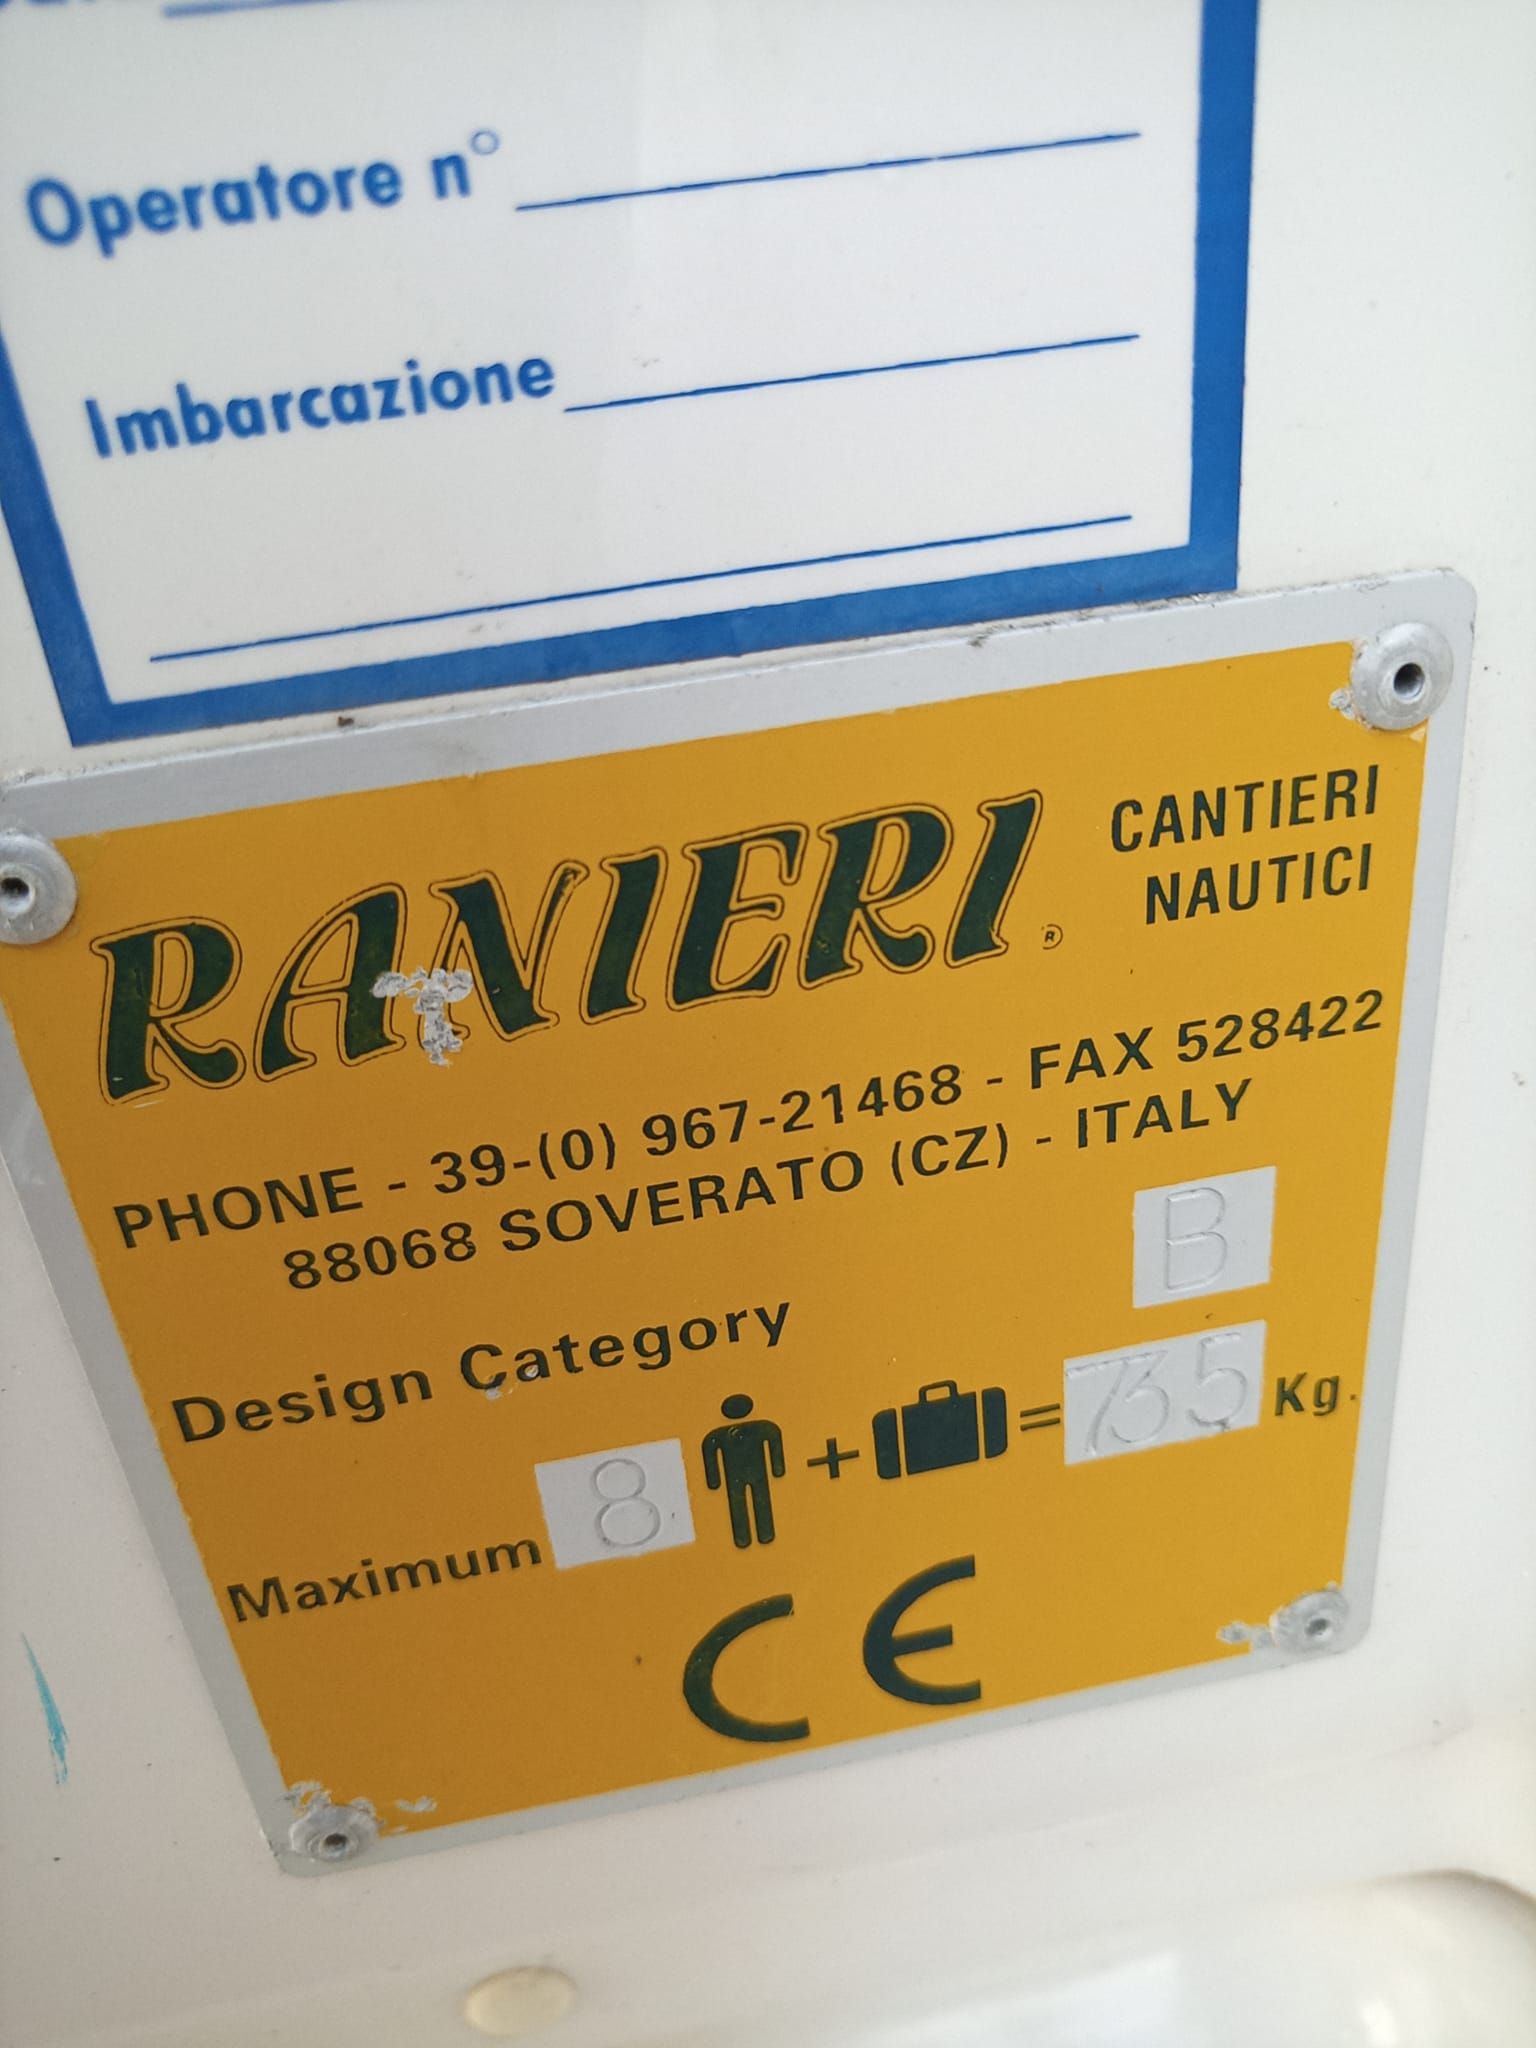 Operatore n°
Imbarcazione
RANIERI ®
CANTIERI
NAUTICI
PHONE - 39-(0) 967-21468 - FAX 528422
88068 SOVERATO (CZ) - ITALY
Design Category B
Maximum 8 + = 735 Kg.
CE